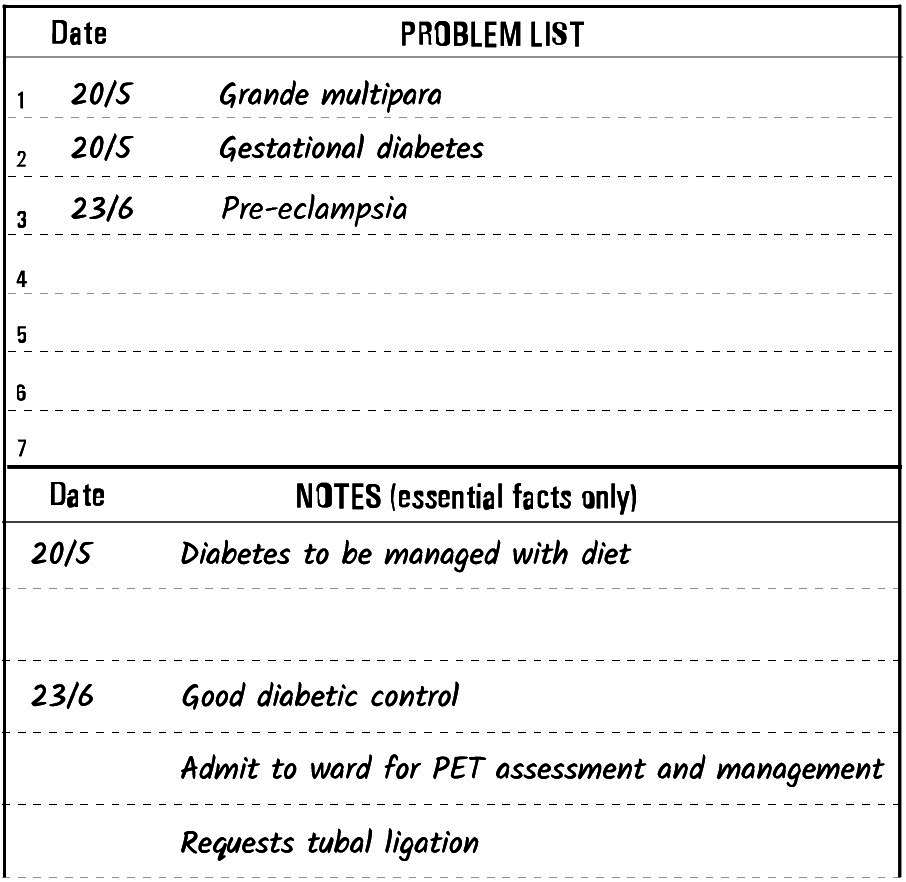 Date PROBLEM LIST
1 20/5 Grande multipara
2 20/5 Gestational diabetes
3 23/6 Pre-eclampsia
4
5
6
7
Date NOTES (essential facts only)
20/5 Diabetes to be managed with diet
23/6 Good diabetic control
Admit to ward for PET assessment and management
Requests tubal ligation